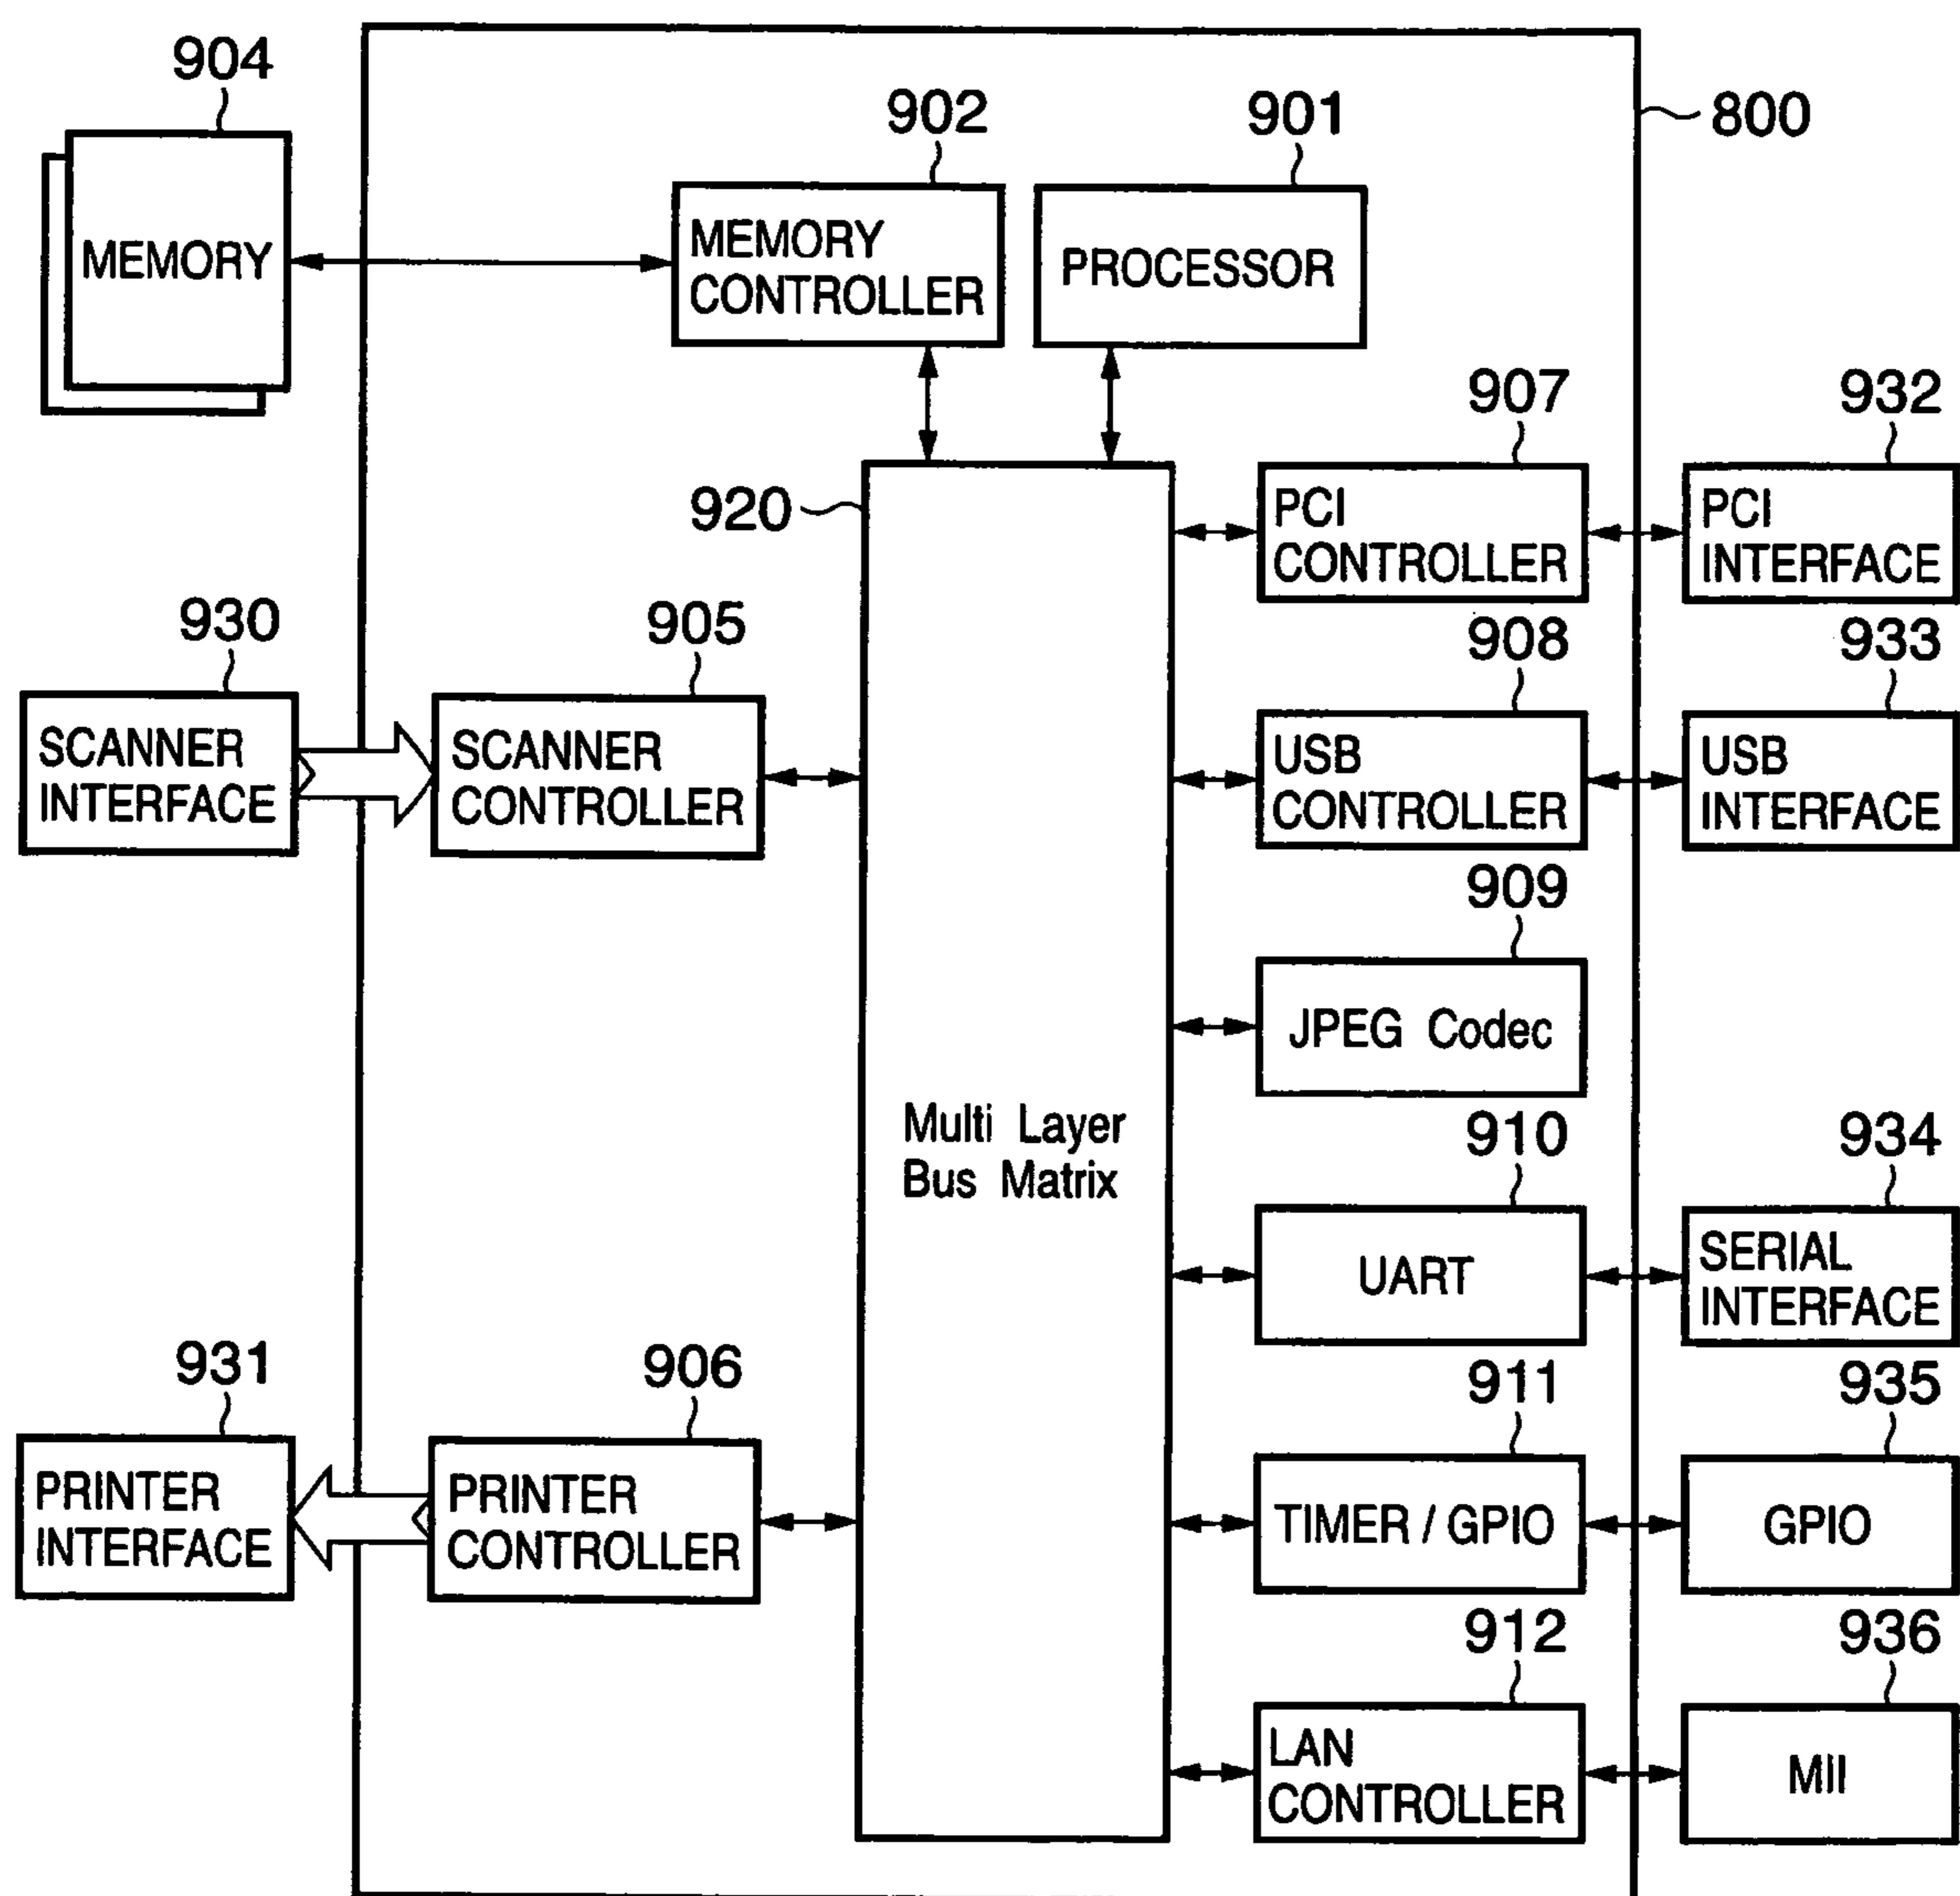 904
902
901
800
MEMORY
MEMORY
CONTROLLER
PROCESSOR
907
932
920
PCI
CONTROLLER
PCI
INTERFACE
930
905
908
933
SCANNER
INTERFACE
SCANNER
CONTROLLER
USB
CONTROLLER
USB
INTERFACE
909
JPEG Codec
Multi Layer
Bus Matrix
910
934
UART
SERIAL
INTERFACE
931
906
911
935
PRINTER
INTERFACE
PRINTER
CONTROLLER
TIMER / GPIO
GPIO
912
936
LAN
CONTROLLER
MII